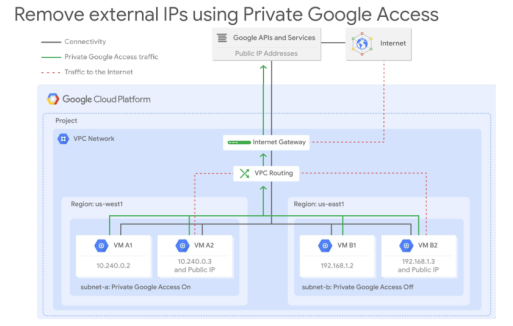 Remove external IPs using Private Google Access
Connectivity
Private Google Access traffic
Traffic to the Internet
Google APIs and Services
Public IP Addresses
Internet
Google Cloud Platform
Project
VPC Network
Internet Gateway
VPC Routing
Region: us-west1
Region: us-east1
VM A1
10.240.0.2
VM A2
10.240.0.3
and Public IP
VM B1
192.168.1.2
VM B2
192.168.1.3
and Public IP
subnet-a: Private Google Access On
subnet-b: Private Google Access Off